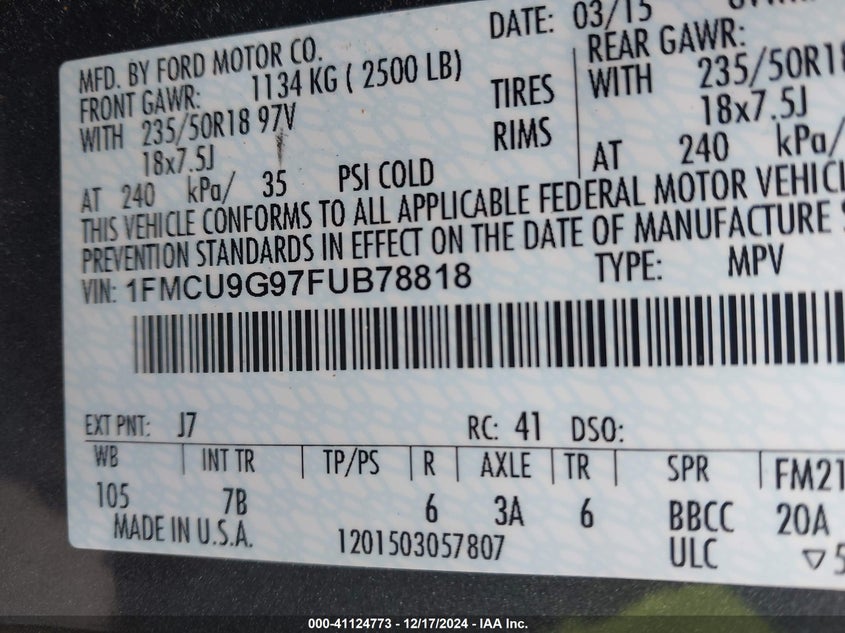 MFD. BY FORD MOTOR CO.
DATE: 03/15
FRONT GAWR: 1134 KG ( 2500 LB)
REAR GAWR:
WITH 235/50R18 97V TIRES
WITH 235/50R18
18x7.5J RIMS
18x7.5J
AT 240 kPa/ 35 PSI COLD
AT 240 kPa/
THIS VEHICLE CONFORMS TO ALL APPLICABLE FEDERAL MOTOR VEHICL
PREVENTION STANDARDS IN EFFECT ON THE DATE OF MANUFACTURE S
VIN: 1FMCU9G97FUB78818
TYPE: MPV
EXT PNT: J7 RC: 41 DSO:
WB INT TR TP/PS R AXLE TR SPR FM21
105 7B 6 3A 6 BBCC 20A
MADE IN U.S.A. 1201503057807 ULC ▽5
000-41124773 - 12/17/2024 - IAA Inc.